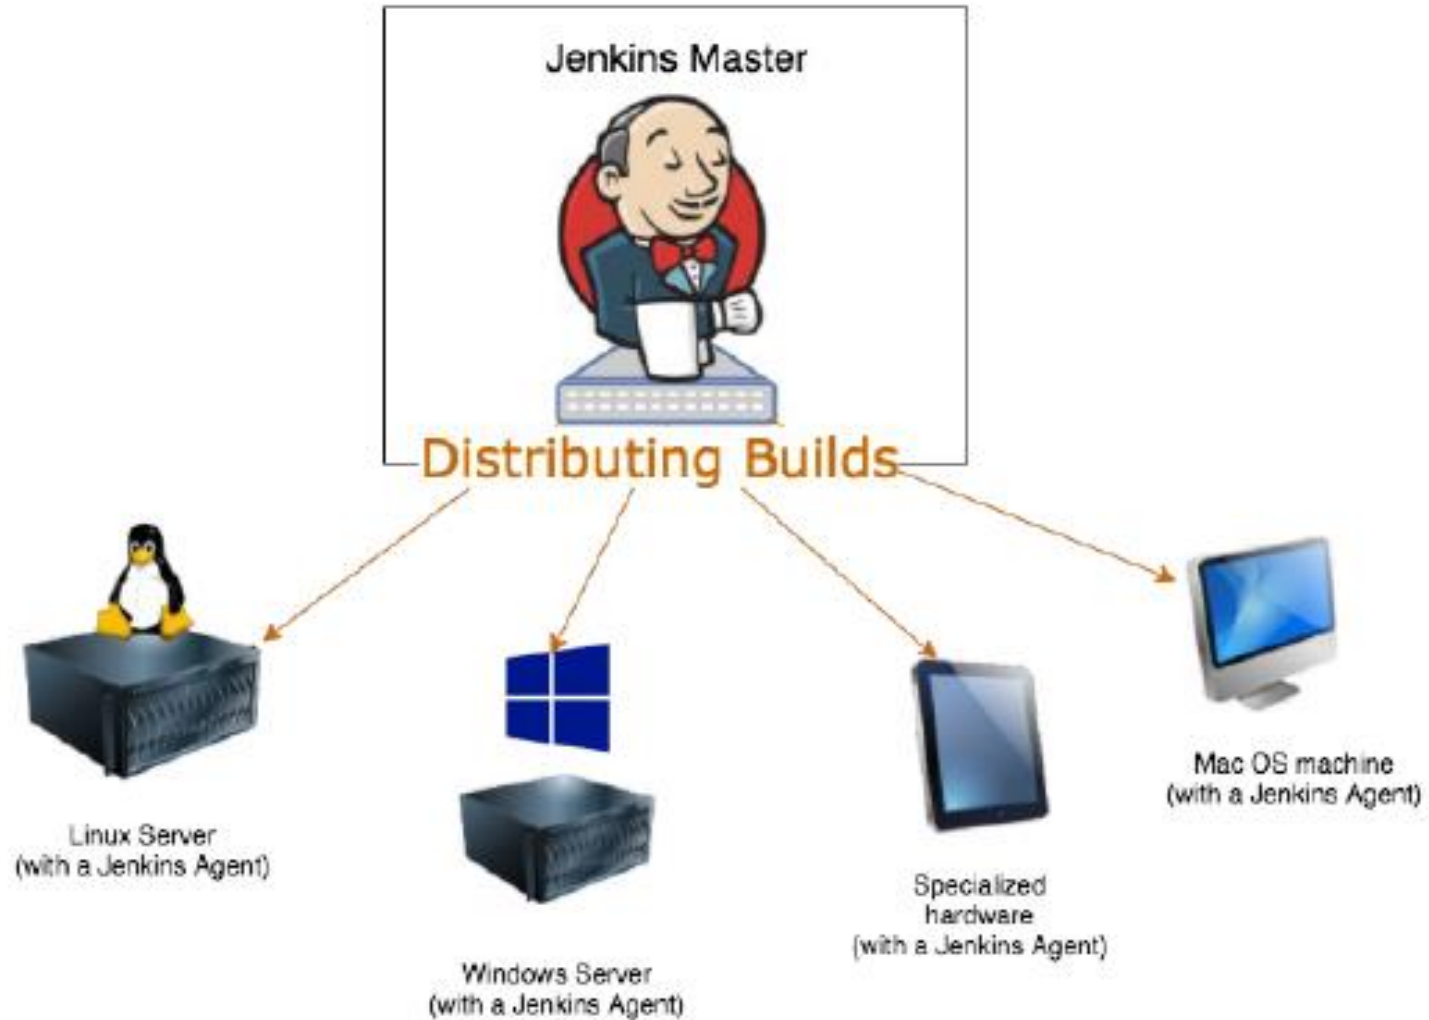 Jenkins Master
Distributing Builds
Linux Server
(with a Jenkins Agent)
Windows Server
(with a Jenkins Agent)
Specialized
hardware
(with a Jenkins Agent)
Mac OS machine
(with a Jenkins Agent)